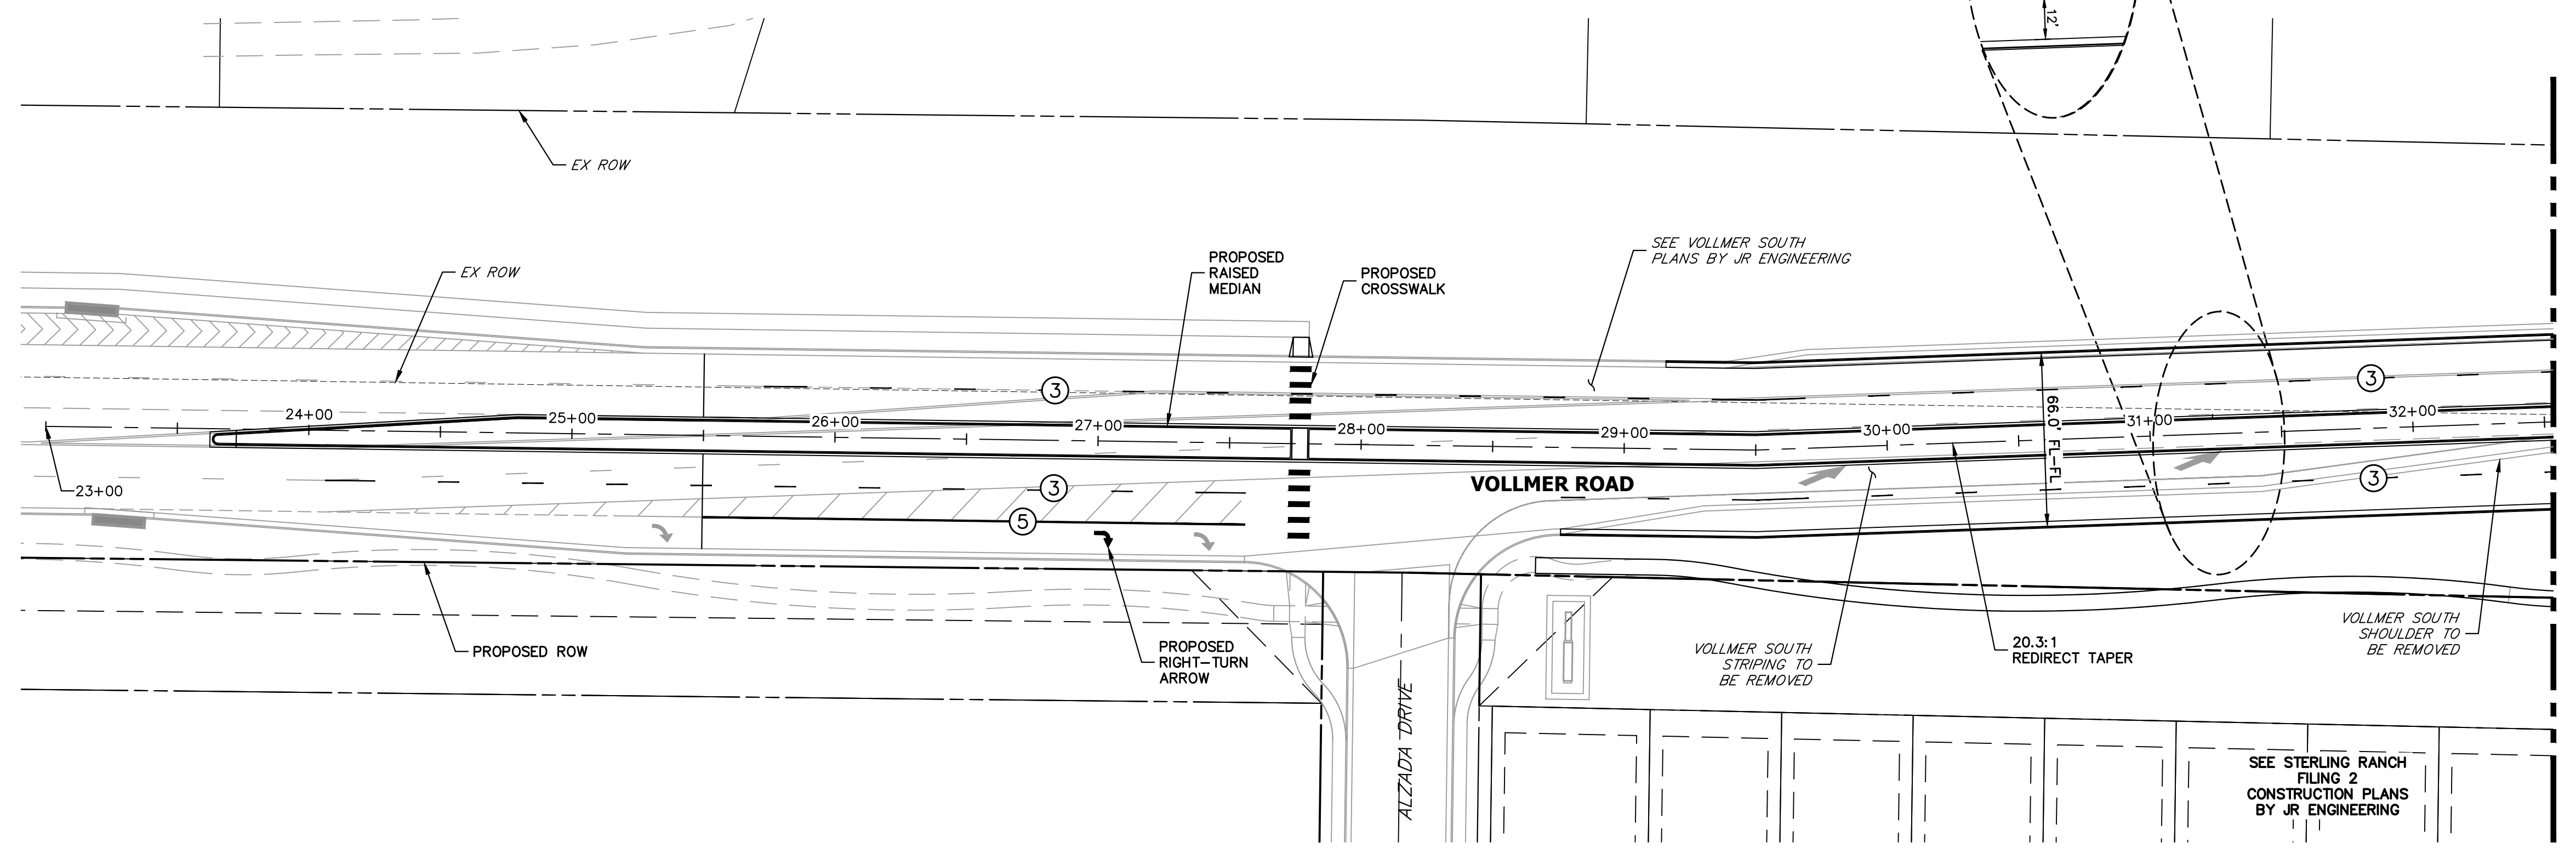 12'
EX ROW
EX ROW
PROPOSED
RAISED
MEDIAN
PROPOSED
CROSSWALK
SEE VOLLMER SOUTH
PLANS BY JR ENGINEERING
3
3
23+00
24+00
25+00
26+00
27+00
28+00
29+00
30+00
31+00
32+00
66.0' FL-FL
VOLLMER ROAD
3
3
5
PROPOSED ROW
PROPOSED
RIGHT-TURN
ARROW
ALZADA DRIVE
VOLLMER SOUTH
STRIPING TO
BE REMOVED
20.3:1
REDIRECT TAPER
VOLLMER SOUTH
SHOULDER TO
BE REMOVED
SEE STERLING RANCH
FILING 2
CONSTRUCTION PLANS
BY JR ENGINEERING